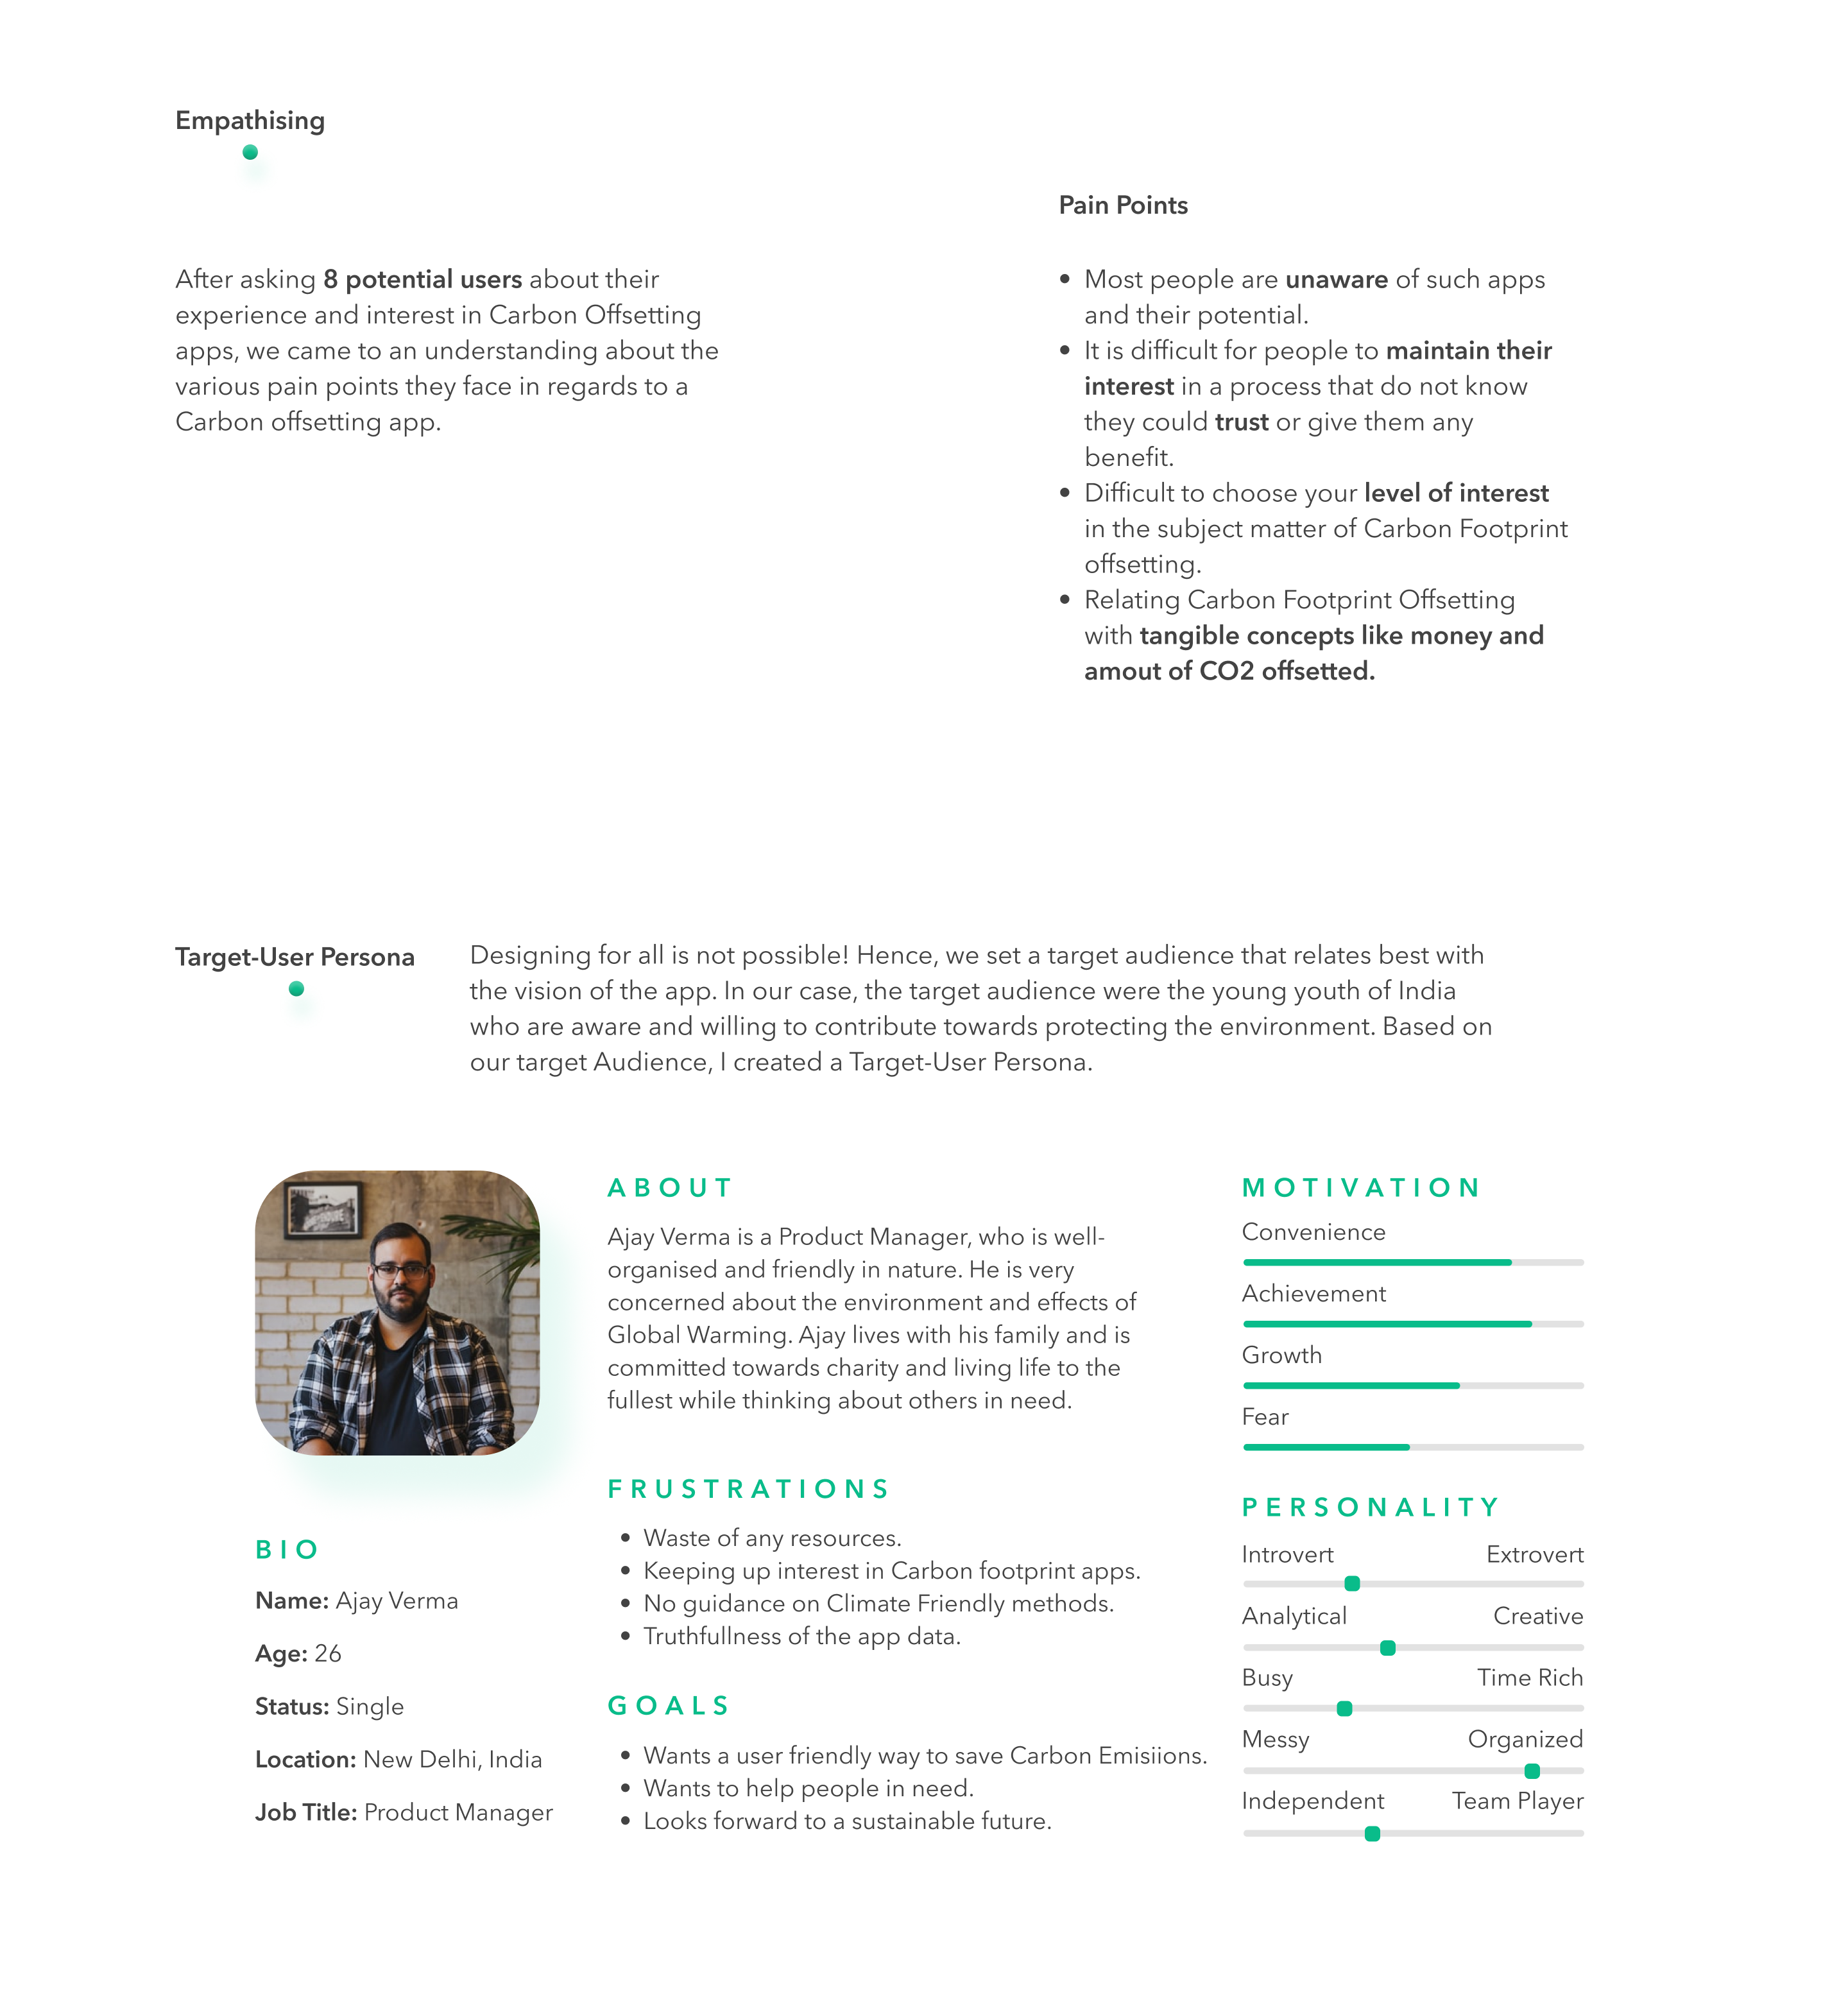 Empathising
After asking 8 potential users about their
experience and interest in Carbon Offsetting
apps, we came to an understanding about the
various pain points they face in regards to a
Carbon offsetting app.
Pain Points
• Most people are unaware of such apps
and their potential.
• It is difficult for people to maintain their
interest in a process that do not know
they could trust or give them any
benefit.
• Difficult to choose your level of interest
in the subject matter of Carbon Footprint
offsetting.
• Relating Carbon Footprint Offsetting
with tangible concepts like money and
amout of CO2 offsetted.
Target-User Persona
Designing for all is not possible! Hence, we set a target audience that relates best with
the vision of the app. In our case, the target audience were the young youth of India
who are aware and willing to contribute towards protecting the environment. Based on
our target Audience, I created a Target-User Persona.
BIO
Name: Ajay Verma
Age: 26
Status: Single
Location: New Delhi, India
Job Title: Product Manager
ABOUT
Ajay Verma is a Product Manager, who is well-
organised and friendly in nature. He is very
concerned about the environment and effects of
Global Warming. Ajay lives with his family and is
committed towards charity and living life to the
fullest while thinking about others in need.
FRUSTRATIONS
• Waste of any resources.
• Keeping up interest in Carbon footprint apps.
• No guidance on Climate Friendly methods.
• Truthfullness of the app data.
GOALS
• Wants a user friendly way to save Carbon Emisiions.
• Wants to help people in need.
• Looks forward to a sustainable future.
MOTIVATION
Convenience
Achievement
Growth
Fear
PERSONALITY
Introvert Extrovert
Analytical Creative
Busy Time Rich
Messy Organized
Independent Team Player